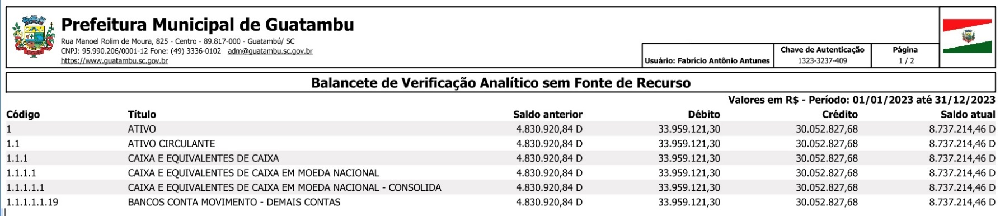 Prefeitura Municipal de Guatambu
Rua Manoel Rolim de Moura, 825 - Centro - 89.817-000 - Guatambú/ SC
CNPJ: 95.990.206/0001-12 Fone: (49) 3336-0102 adm@guatambu.sc.gov.br
https://www.guatambu.sc.gov.br
Usuário: Fabrício Antônio Antunes
Chave de Autenticação
1323-3237-409
Página
1 / 2
Balancete de Verificação Analítico sem Fonte de Recurso
Valores em R$ - Período: 01/01/2023 até 31/12/2023
Código Título Saldo anterior Débito Crédito Saldo atual
1 ATIVO 4.830.920,84 D 33.959.121,30 30.052.827,68 8.737.214,46 D
1.1 ATIVO CIRCULANTE 4.830.920,84 D 33.959.121,30 30.052.827,68 8.737.214,46 D
1.1.1 CAIXA E EQUIVALENTES DE CAIXA 4.830.920,84 D 33.959.121,30 30.052.827,68 8.737.214,46 D
1.1.1.1 CAIXA E EQUIVALENTES DE CAIXA EM MOEDA NACIONAL 4.830.920,84 D 33.959.121,30 30.052.827,68 8.737.214,46 D
1.1.1.1.1 CAIXA E EQUIVALENTES DE CAIXA EM MOEDA NACIONAL - CONSOLIDA 4.830.920,84 D 33.959.121,30 30.052.827,68 8.737.214,46 D
1.1.1.1.1.19 BANCOS CONTA MOVIMENTO - DEMAIS CONTAS 4.830.920,84 D 33.959.121,30 30.052.827,68 8.737.214,46 D